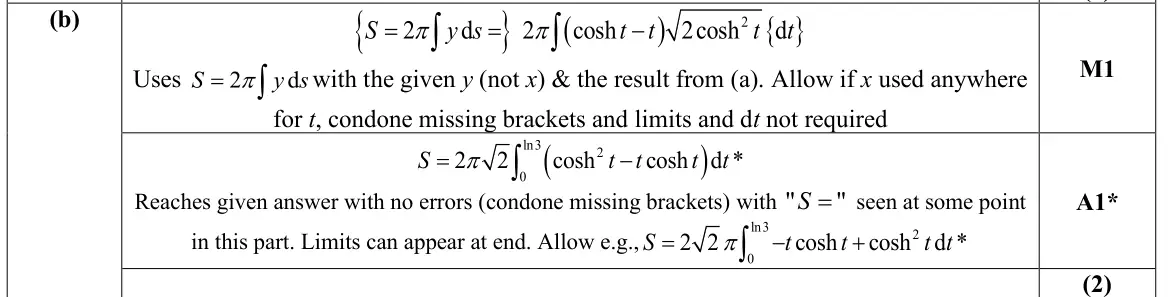 (b)
{S = 2π∫y ds =} 2π∫(cosh t − t)√(2cosh² t) {dt}
Uses S = 2π∫y ds with the given y (not x) & the result from (a). Allow if x used anywhere
for t, condone missing brackets and limits and dt not required
M1
S = 2π√2∫₀^ln3 (cosh² t − t cosh t) dt *
Reaches given answer with no errors (condone missing brackets) with "S =" seen at some point
in this part. Limits can appear at end. Allow e.g., S = 2√2 π∫₀^ln3 −t cosh t + cosh² t dt *
A1*
(2)